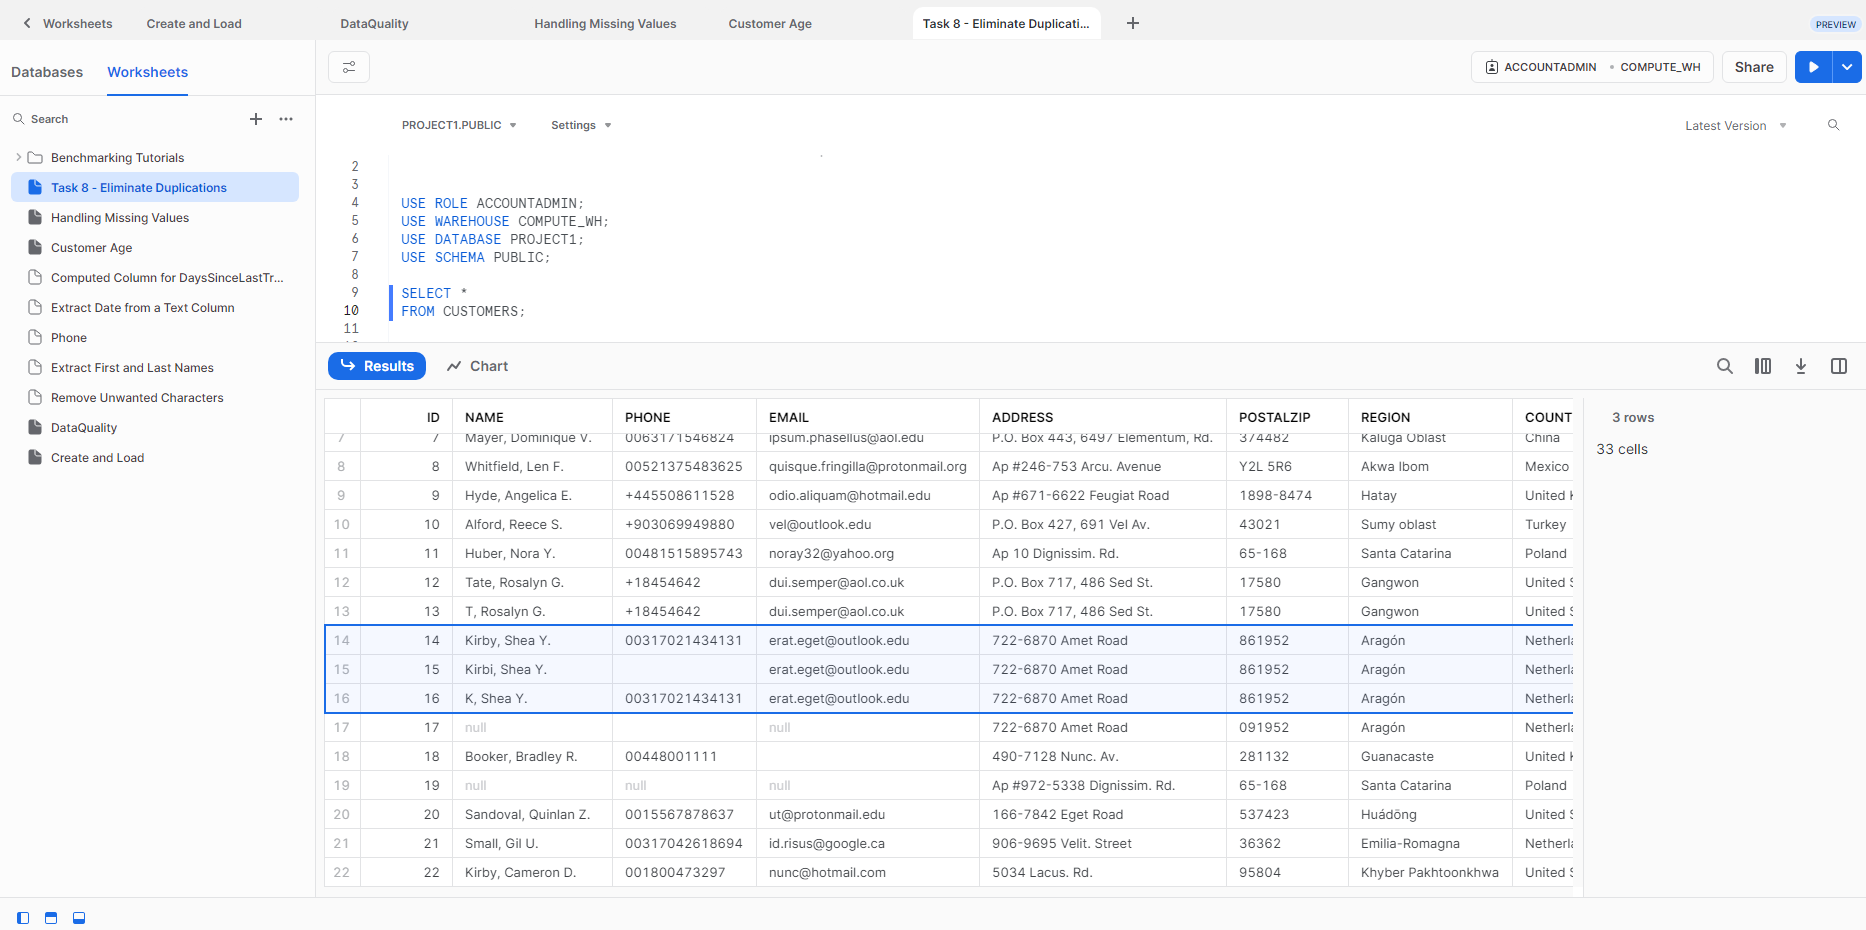 Worksheets Create and Load DataQuality Handling Missing Values Customer Age Task 8 - Eliminate Duplicati... PREVIEW
Databases Worksheets
ACCOUNTADMIN • COMPUTE_WH Share
Search
Benchmarking Tutorials
Task 8 - Eliminate Duplications
Handling Missing Values
Customer Age
Computed Column for DaysSinceLastTr...
Extract Date from a Text Column
Phone
Extract First and Last Names
Remove Unwanted Characters
DataQuality
Create and Load
PROJECT1.PUBLIC Settings Latest Version
2
3
4 USE ROLE ACCOUNTADMIN;
5 USE WAREHOUSE COMPUTE_WH;
6 USE DATABASE PROJECT1;
7 USE SCHEMA PUBLIC;
8
9 SELECT *
10 FROM CUSTOMERS;
11
Results Chart
ID NAME PHONE EMAIL ADDRESS POSTALZIP REGION COUNT
7 7 Mayer, Dominique V. 0063171546824 ipsum.phasellus@aol.edu P.O. Box 443, 6497 Elementum, Rd. 374482 Kaluga Oblast China
8 8 Whitfield, Len F. 00521375483625 quisque.fringilla@protonmail.org Ap #246-753 Arcu. Avenue Y2L 5R6 Akwa Ibom Mexico
9 9 Hyde, Angelica E. +445508611528 odio.aliquam@hotmail.edu Ap #671-6622 Feugiat Road 1898-8474 Hatay United
10 10 Alford, Reece S. +903069949880 vel@outlook.edu P.O. Box 427, 691 Vel Av. 43021 Sumy oblast Turkey
11 11 Huber, Nora Y. 00481515895743 noray32@yahoo.org Ap 10 Dignissim. Rd. 65-168 Santa Catarina Poland
12 12 Tate, Rosalyn G. +18454642 dui.semper@aol.co.uk P.O. Box 717, 486 Sed St. 17580 Gangwon United
13 13 T, Rosalyn G. +18454642 dui.semper@aol.co.uk P.O. Box 717, 486 Sed St. 17580 Gangwon United
14 14 Kirby, Shea Y. 00317021434131 erat.eget@outlook.edu 722-6870 Amet Road 861952 Aragón Netherl
15 15 Kirbi, Shea Y. erat.eget@outlook.edu 722-6870 Amet Road 861952 Aragón Netherl
16 16 K, Shea Y. 00317021434131 erat.eget@outlook.edu 722-6870 Amet Road 861952 Aragón Netherl
17 17 null null 722-6870 Amet Road 091952 Aragón Netherl
18 18 Booker, Bradley R. 00448001111 490-7128 Nunc. Av. 281132 Guanacaste United
19 19 null null null Ap #972-5338 Dignissim. Rd. 65-168 Santa Catarina Poland
20 20 Sandoval, Quinlan Z. 0015567878637 ut@protonmail.edu 166-7842 Eget Road 537423 Huádōng United
21 21 Small, Gil U. 00317042618694 id.risus@google.ca 906-9695 Velit. Street 36362 Emilia-Romagna Netherl
22 22 Kirby, Cameron D. 001800473297 nunc@hotmail.com 5034 Lacus. Rd. 95804 Khyber Pakhtoonkhwa United
3 rows
33 cells